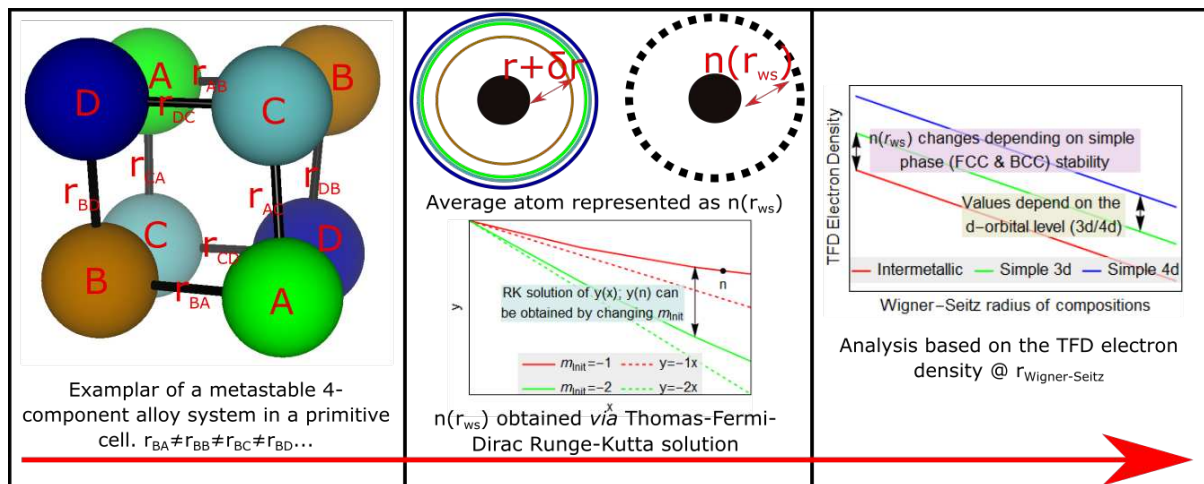 A
B
D
C
r_AB
r_DC
r_CA
r_DB
r_BD
r_AC
C
D
r_CD
B
A
r_BA
Examplar of a metastable 4-
component alloy system in a primitive
cell. r_BA≠r_BB≠r_BC≠r_BD...
r+δr
n(r_ws)
Average atom represented as n(r_ws)
y
n
RK solution of y(x); y(n) can
be obtained by changing m_Init
m_Init=−1 y=−1x
m_Init=−2 y=−2x
x
n(r_ws) obtained via Thomas-Fermi-
Dirac Runge-Kutta solution
TFD Electron Density
n(r_ws) changes depending on simple
phase (FCC & BCC) stability
Values depend on the
d−orbital level (3d/4d)
Intermetallic Simple 3d Simple 4d
Wigner−Seitz radius of compositions
Analysis based on the TFD electron
density @ r_Wigner-Seitz